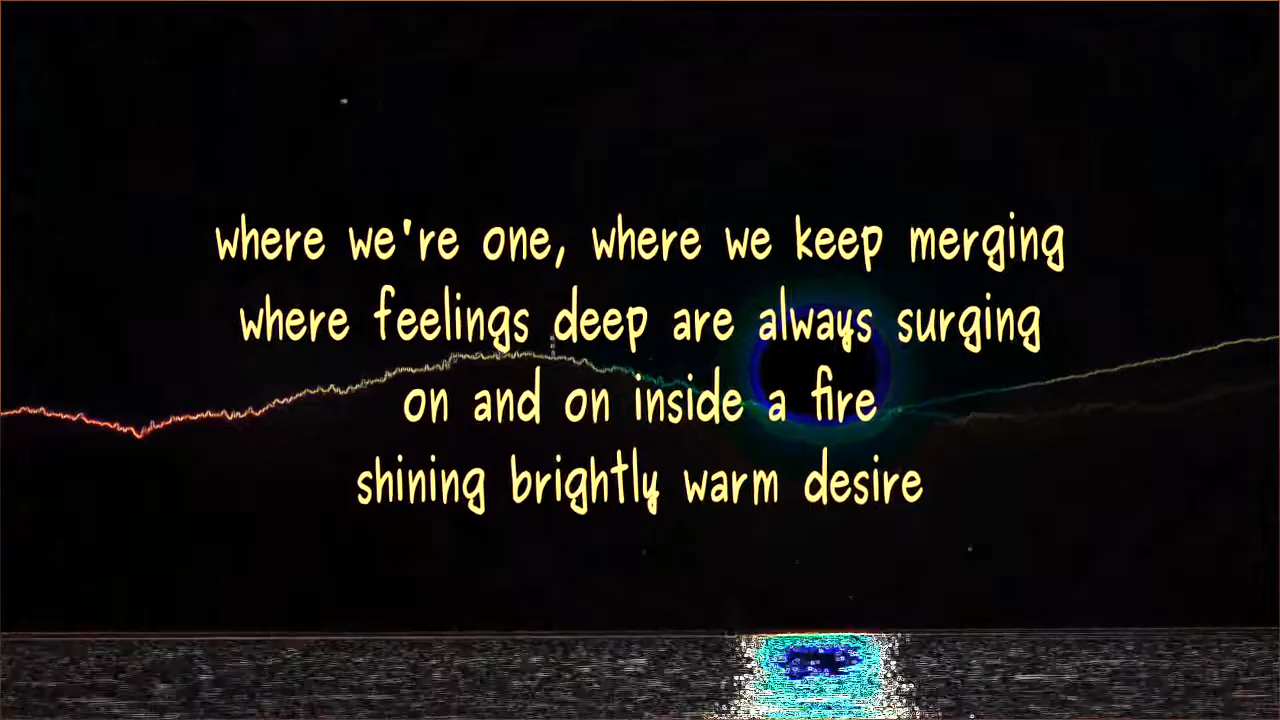 where we're one, where we keep merging
where feelings deep are always surging
on and on inside a fire
shining brightly warm desire